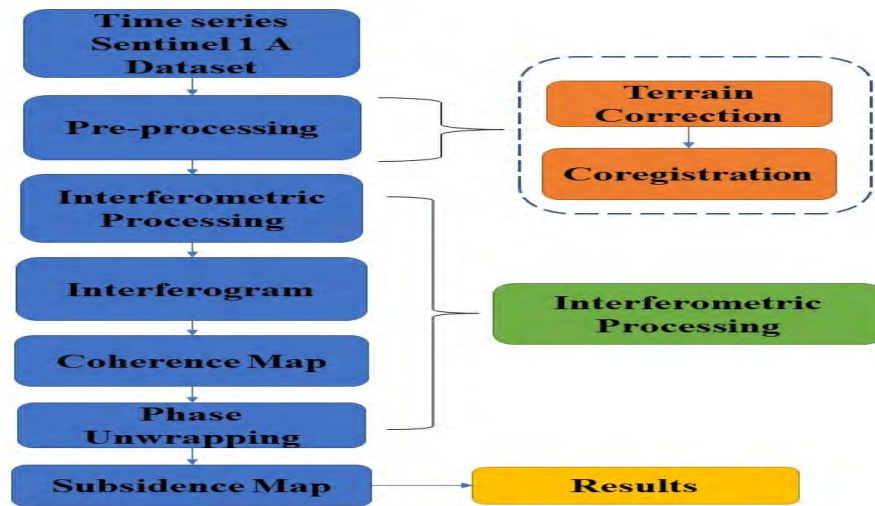 Time series
Sentinel 1 A
Dataset
Pre-processing
Terrain
Correction
Coregistration
Interferometric
Processing
Interferogram
Interferometric
Processing
Coherence Map
Phase
Unwrapping
Subsidence Map
Results